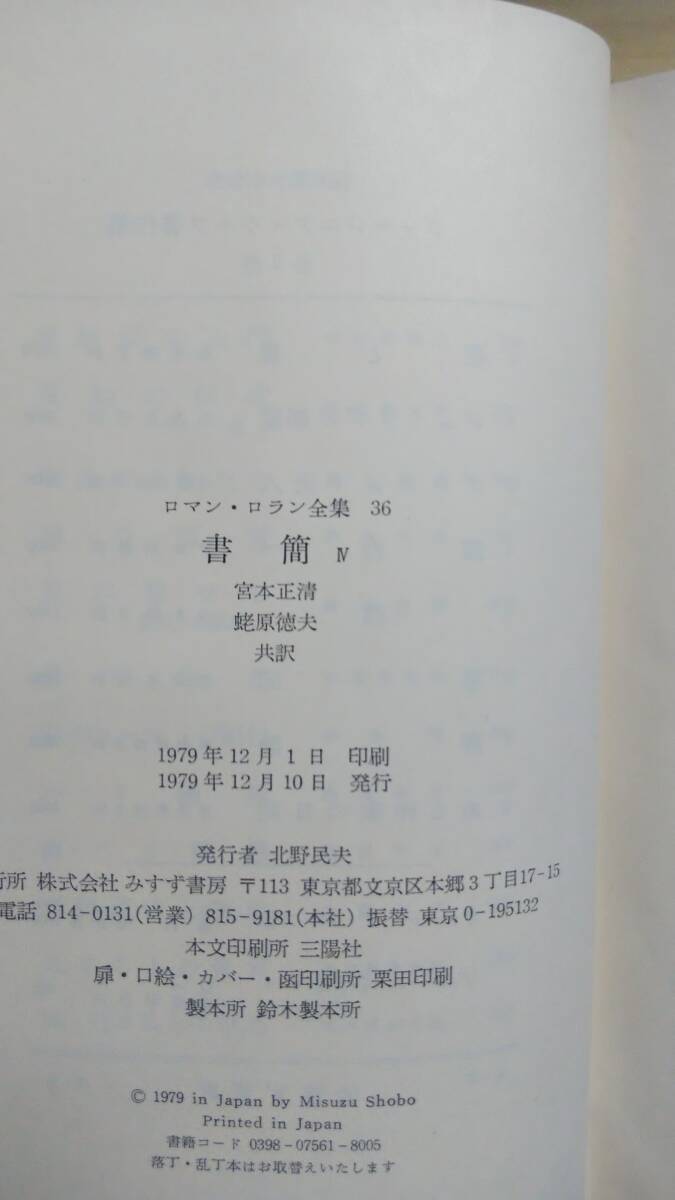 ロマン・ロラン全集 36
書簡 Ⅳ
宮本正清
蛯原徳夫
共訳
1979年12月1日 印刷
1979年12月10日 発行
発行者 北野民夫
行所 株式会社 みすず書房 〒113 東京都文京区本郷3丁目17-15
電話 814-0131(営業) 815-9181(本社) 振替 東京0-195132
本文印刷所 三陽社
扉・口絵・カバー・函印刷所 栗田印刷
製本所 鈴木製本所
© 1979 in Japan by Misuzu Shobo
Printed in Japan
書籍コード 0398-07561-8005
落丁・乱丁本はお取替えいたします